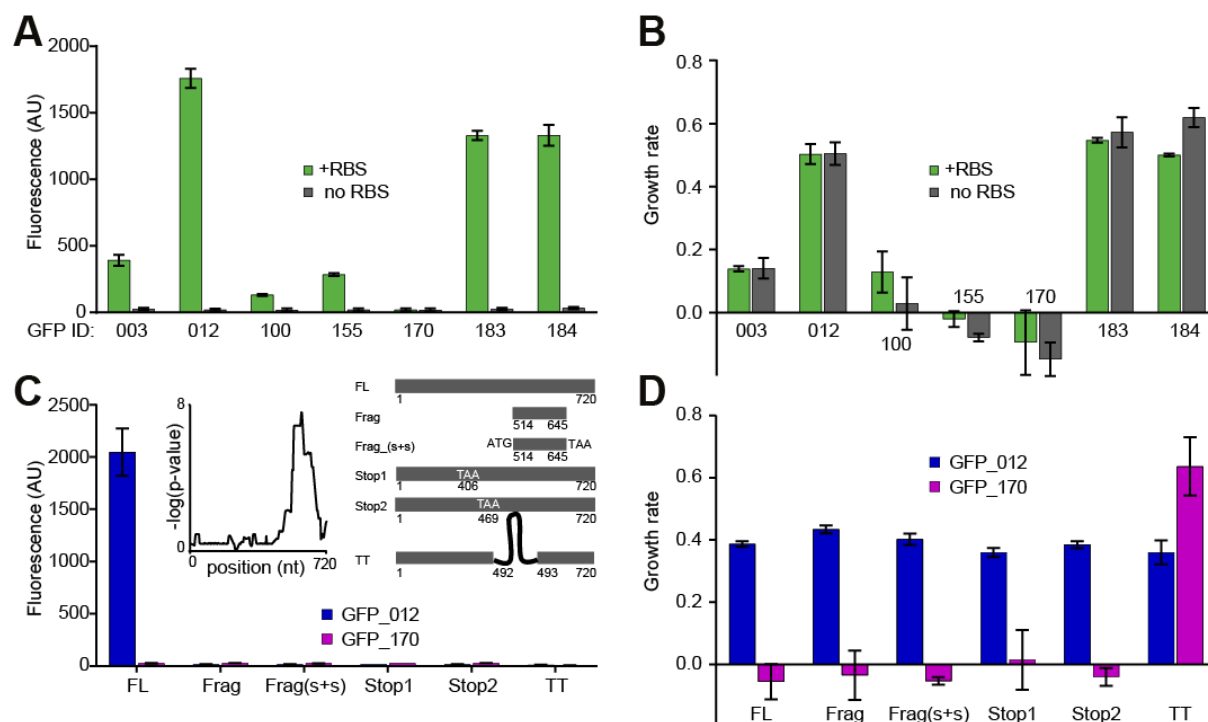 A
Fluorescence (AU)
2000
1500
1000
500
0
+RBS
no RBS
GFP ID: 003 012 100 155 170 183 184
B
Growth rate
0.8
0.6
0.4
0.2
0.0
+RBS
no RBS
155 170
003 012 183 184
100
C
Fluorescence (AU)
2500
2000
1500
1000
500
0
-log(p-value)
8
0
0 720
position (nt)
FL
1 720
Frag
514 645
Frag_(s+s) ATG TAA
514 645
Stop1 TAA
1 406 720
Stop2 TAA
1 469 720
TT
1 492 493 720
GFP_012
GFP_170
FL Frag Frag(s+s) Stop1 Stop2 TT
D
Growth rate
0.8
0.6
0.4
0.2
0.0
0.2
GFP_012
GFP_170
FL Frag Frag(s+s) Stop1 Stop2 TT